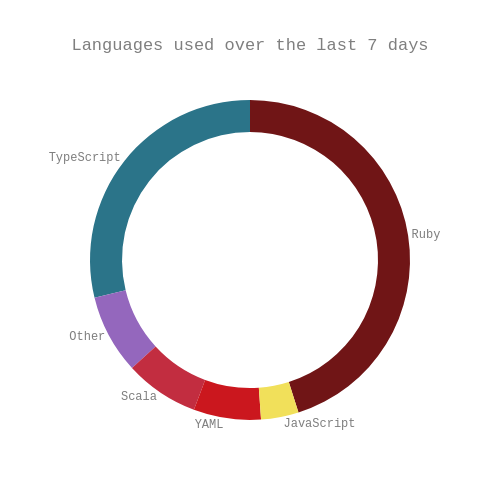 Languages used over the last 7 days
TypeScript
Ruby
Other
Scala
YAML
JavaScript